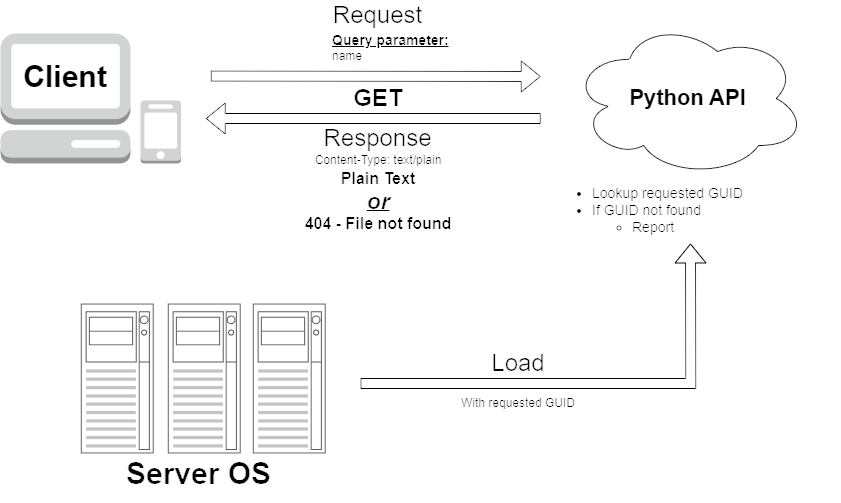 Request
Query parameter:
name
Client
Python API
GET
Response
Content-Type: text/plain
Plain Text
or
404 - File not found
Lookup requested GUID
If GUID not found
Report
Load
With requested GUID
Server OS